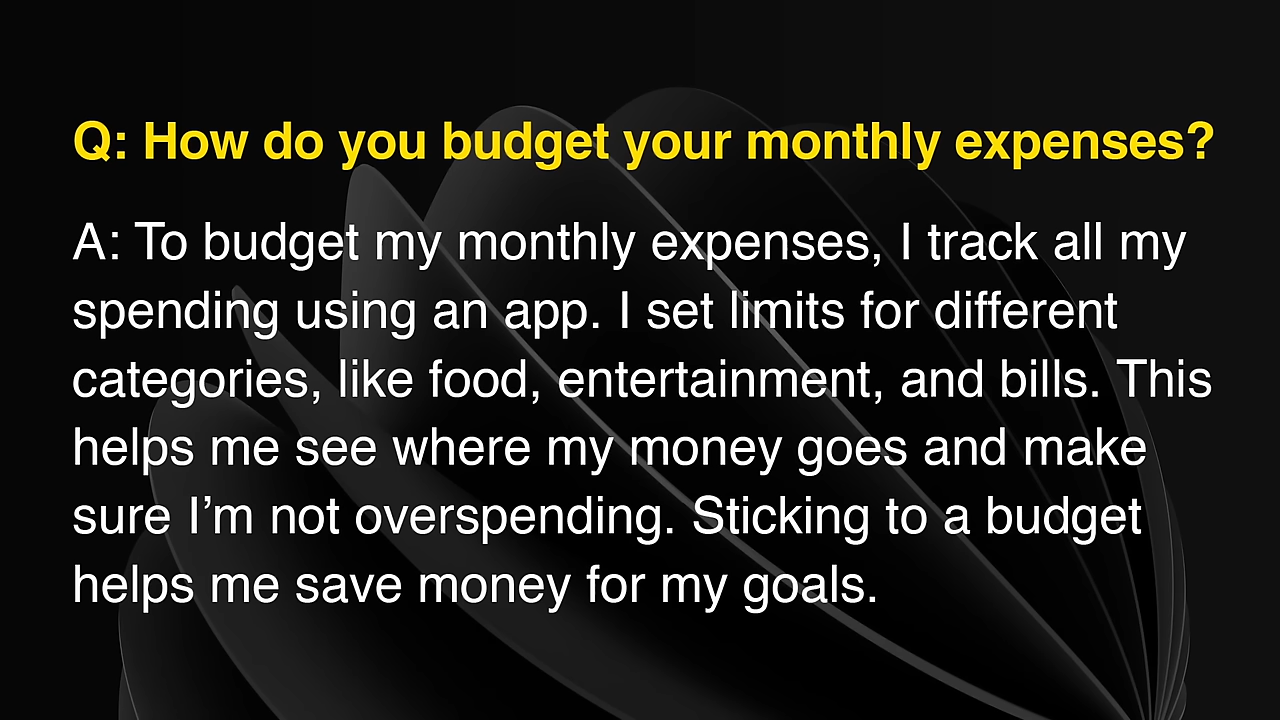 Q: How do you budget your monthly expenses?
A: To budget my monthly expenses, I track all my
spending using an app. I set limits for different
categories, like food, entertainment, and bills. This
helps me see where my money goes and make
sure I’m not overspending. Sticking to a budget
helps me save money for my goals.